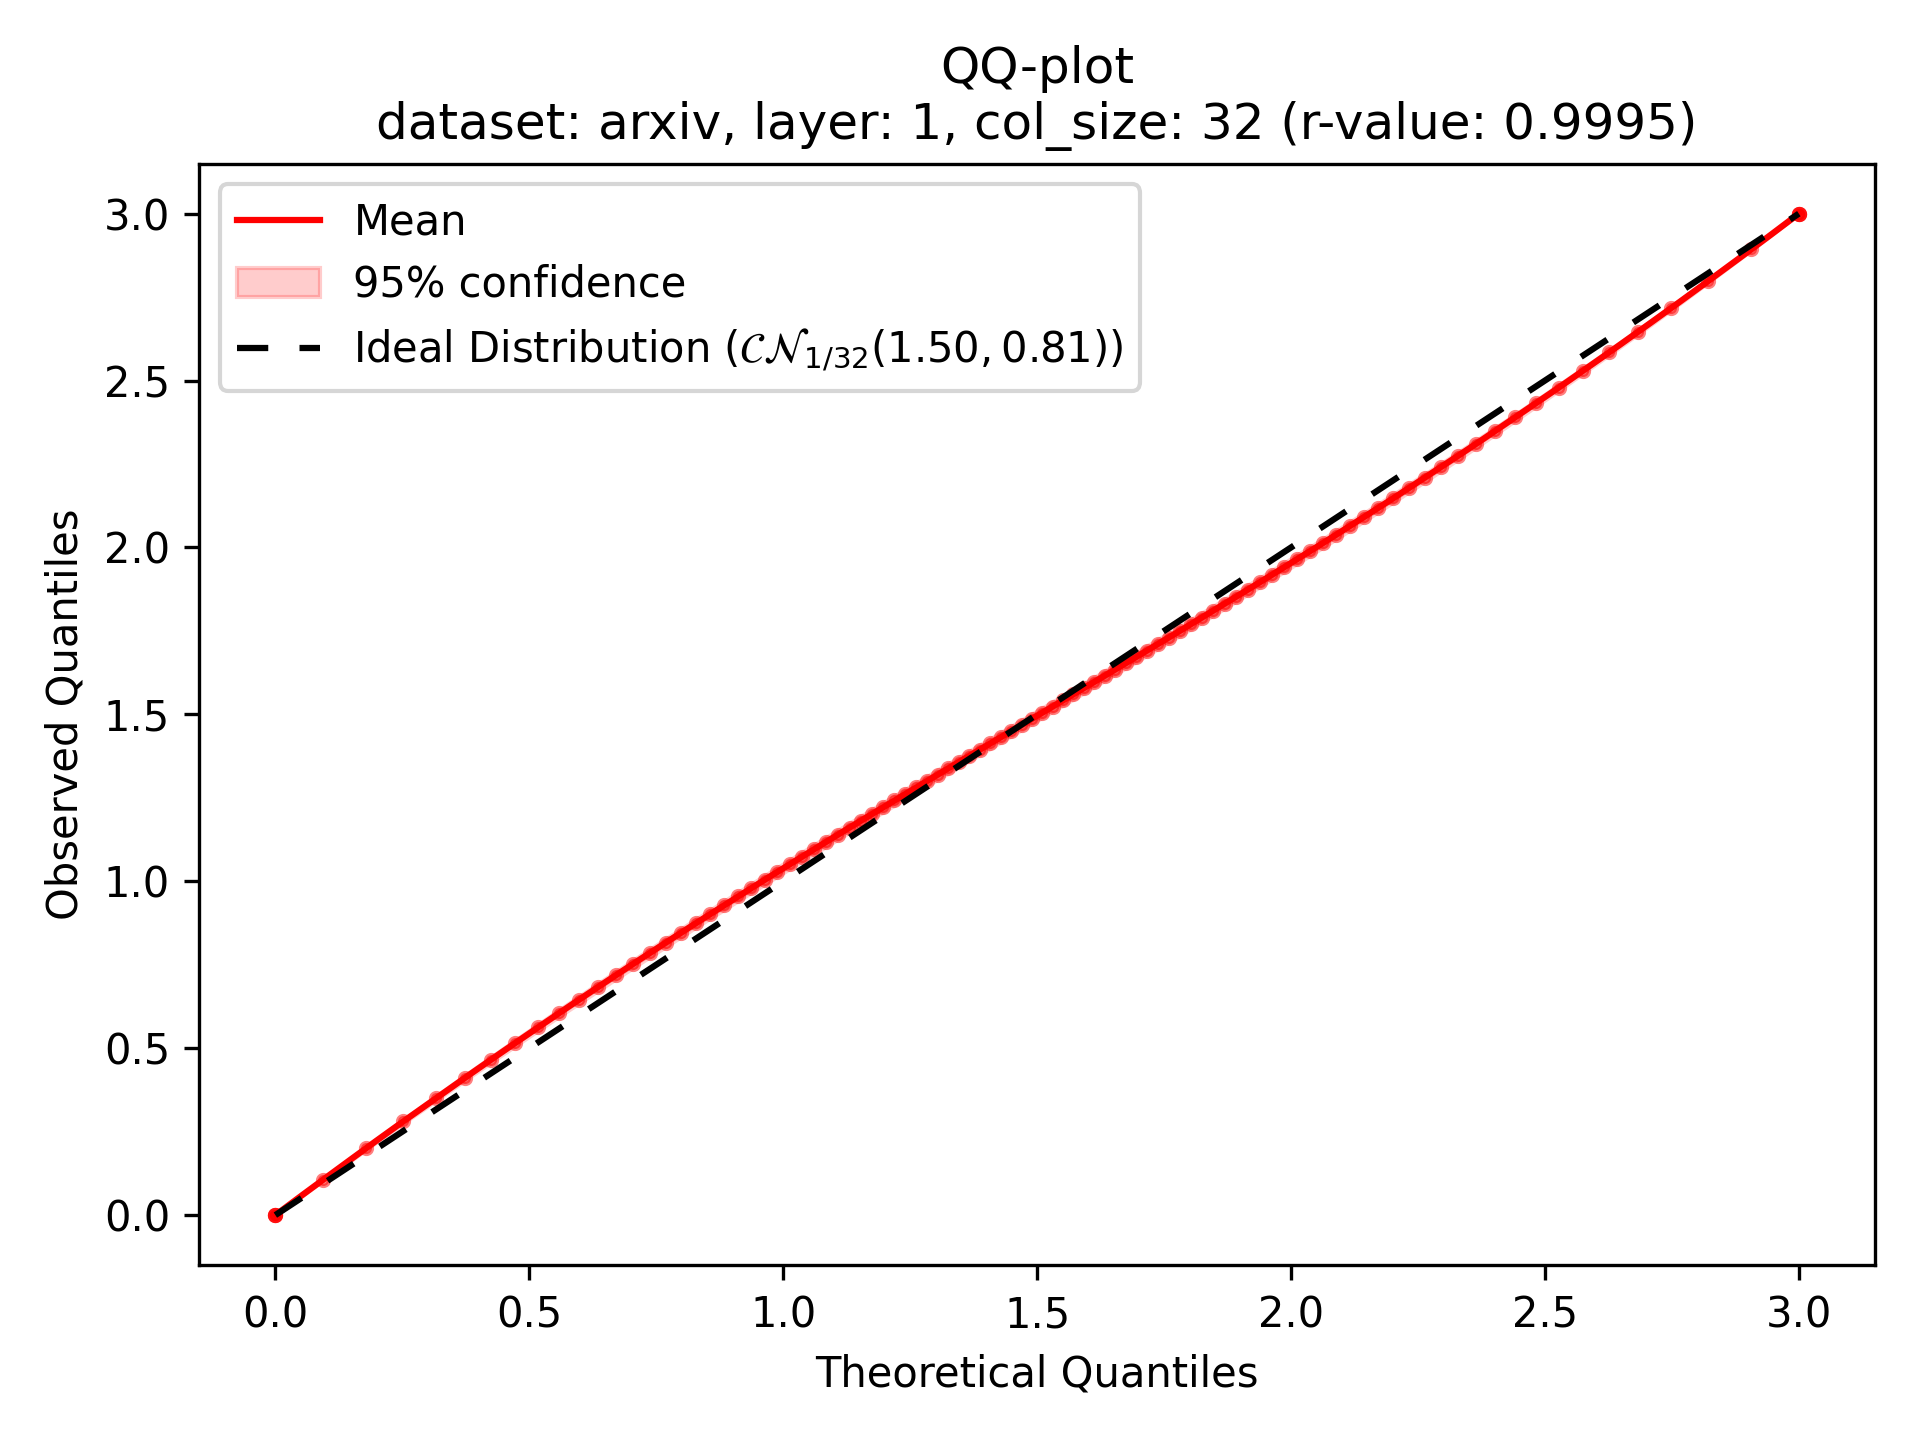 QQ-plot
dataset: arxiv, layer: 1, col_size: 32 (r-value: 0.9995)
Mean
95% confidence
Ideal Distribution (𝒞𝒩₁/₃₂(1.50, 0.81))
3.0
2.5
2.0
1.5
1.0
0.5
0.0
Observed Quantiles
0.0 0.5 1.0 1.5 2.0 2.5 3.0
Theoretical Quantiles